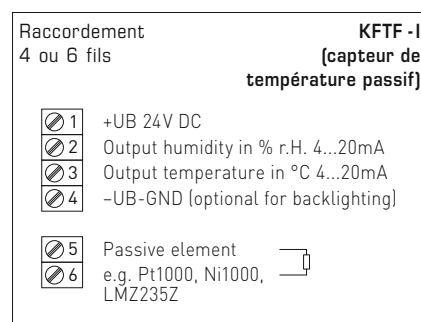 Raccordement
4 ou 6 fils
KFTF - I
(capteur de
température passif)
1 +UB 24V DC
2 Output humidity in % r.H. 4...20mA
3 Output temperature in °C 4...20mA
4 –UB-GND (optional for backlighting)
5 Passive element
6 e.g. Pt1000, Ni1000,
LMZ235Z